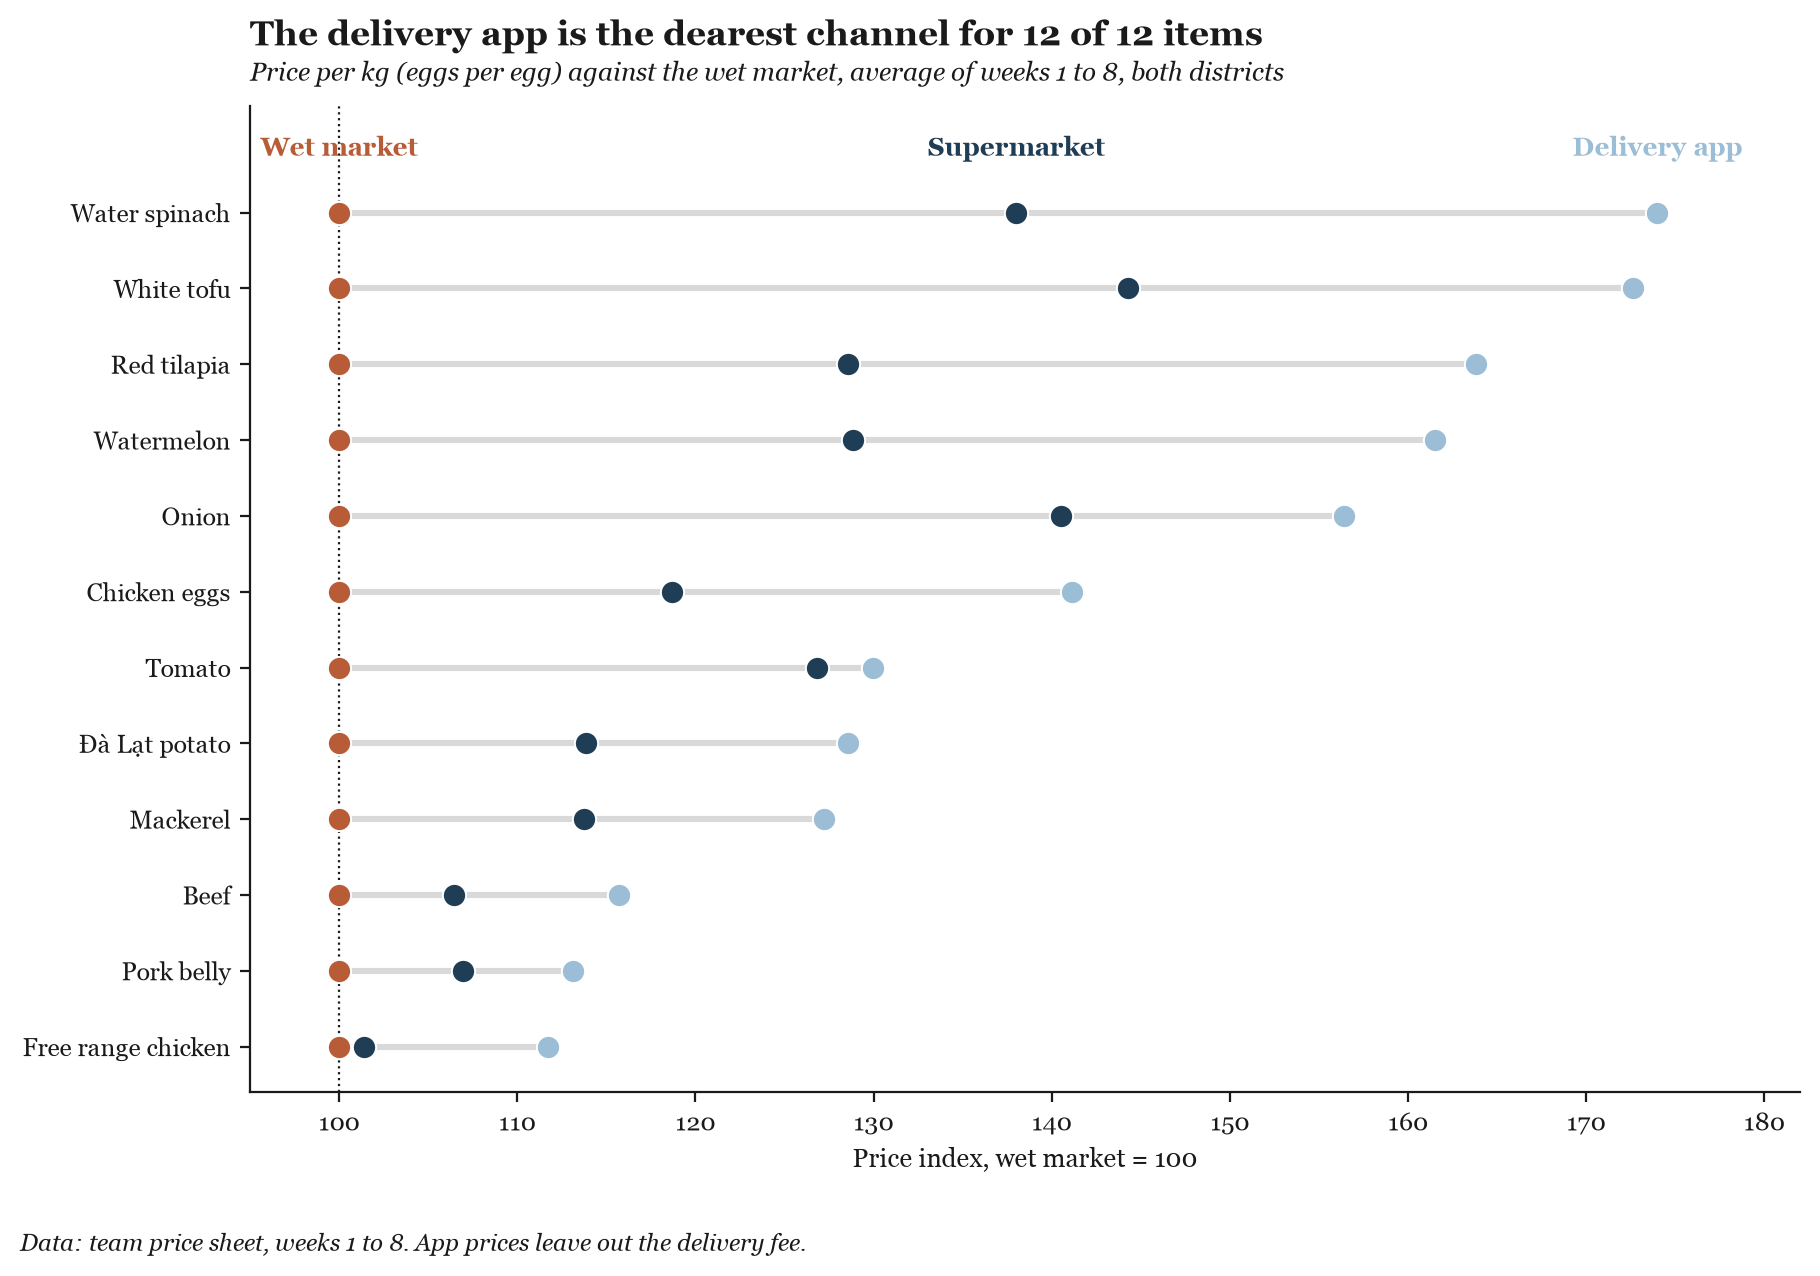 The delivery app is the dearest channel for 12 of 12 items
Price per kg (eggs per egg) against the wet market, average of weeks 1 to 8, both districts
Wet market
Supermarket
Delivery app
Water spinach
White tofu
Red tilapia
Watermelon
Onion
Chicken eggs
Tomato
Đà Lạt potato
Mackerel
Beef
Pork belly
Free range chicken
100
110
120
130
140
150
160
170
180
Price index, wet market = 100
Data: team price sheet, weeks 1 to 8. App prices leave out the delivery fee.